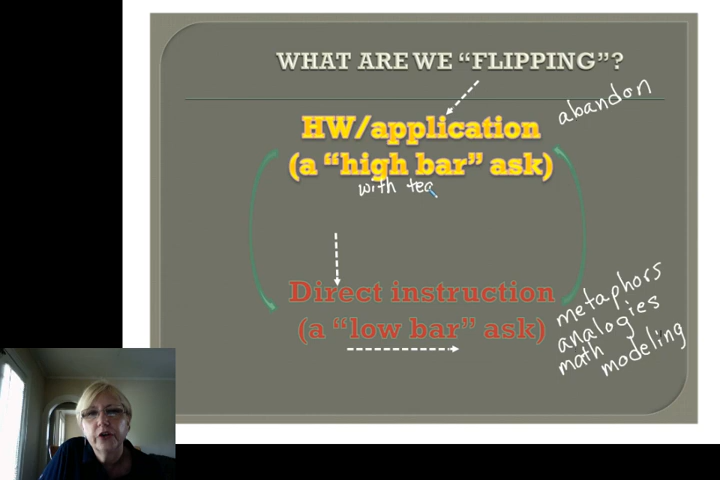 WHAT ARE WE “FLIPPING”?
abandon
HW/application
(a “high bar” ask)
with tea
Direct instruction
(a “low bar” ask)
metaphors
analogies
math modeling